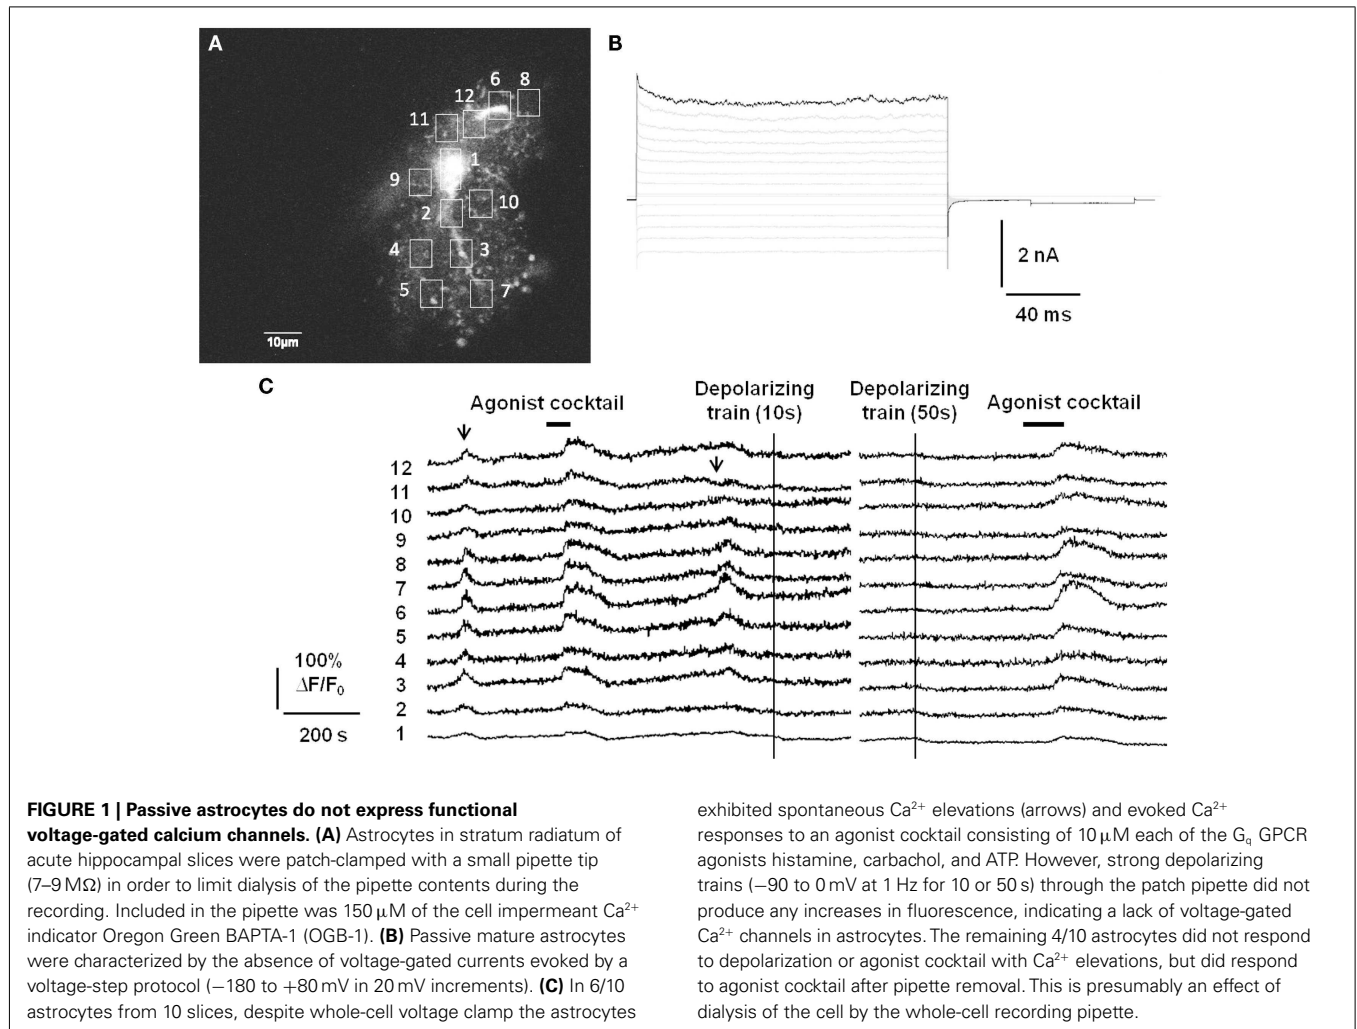 A
6 8
12
11
1
9
10
2
4 3
5 7
10µm
B
2 nA
40 ms
C
Agonist cocktail
Depolarizing
train (10s)
Depolarizing
train (50s)
Agonist cocktail
12
11
10
9
8
7
6
5
4
3
2
1
100%
ΔF/F₀
200 s
FIGURE 1 | Passive astrocytes do not express functional
voltage-gated calcium channels. (A) Astrocytes in stratum radiatum of
acute hippocampal slices were patch-clamped with a small pipette tip
(7–9 MΩ) in order to limit dialysis of the pipette contents during the
recording. Included in the pipette was 150 µM of the cell impermeant Ca²⁺
indicator Oregon Green BAPTA-1 (OGB-1). (B) Passive mature astrocytes
were characterized by the absence of voltage-gated currents evoked by a
voltage-step protocol (−180 to +80 mV in 20 mV increments). (C) In 6/10
astrocytes from 10 slices, despite whole-cell voltage clamp the astrocytes
exhibited spontaneous Ca²⁺ elevations (arrows) and evoked Ca²⁺
responses to an agonist cocktail consisting of 10 µM each of the Gq GPCR
agonists histamine, carbachol, and ATP. However, strong depolarizing
trains (−90 to 0 mV at 1 Hz for 10 or 50 s) through the patch pipette did not
produce any increases in fluorescence, indicating a lack of voltage-gated
Ca²⁺ channels in astrocytes. The remaining 4/10 astrocytes did not respond
to depolarization or agonist cocktail with Ca²⁺ elevations, but did respond
to agonist cocktail after pipette removal. This is presumably an effect of
dialysis of the cell by the whole-cell recording pipette.